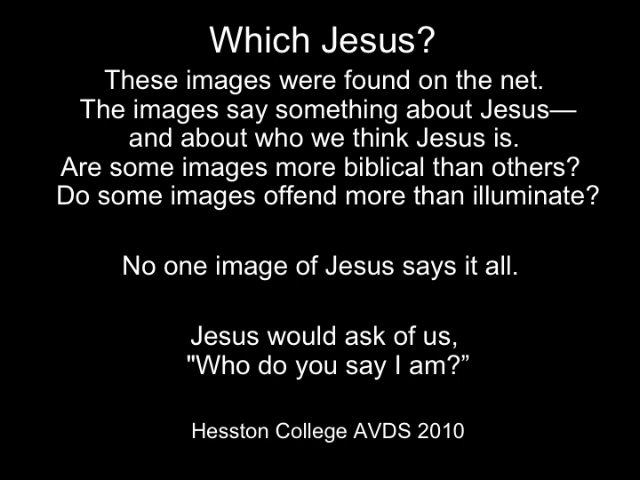 Which Jesus?
These images were found on the net.
The images say something about Jesus—
and about who we think Jesus is.
Are some images more biblical than others?
Do some images offend more than illuminate?
No one image of Jesus says it all.
Jesus would ask of us,
"Who do you say I am?”
Hesston College AVDS 2010